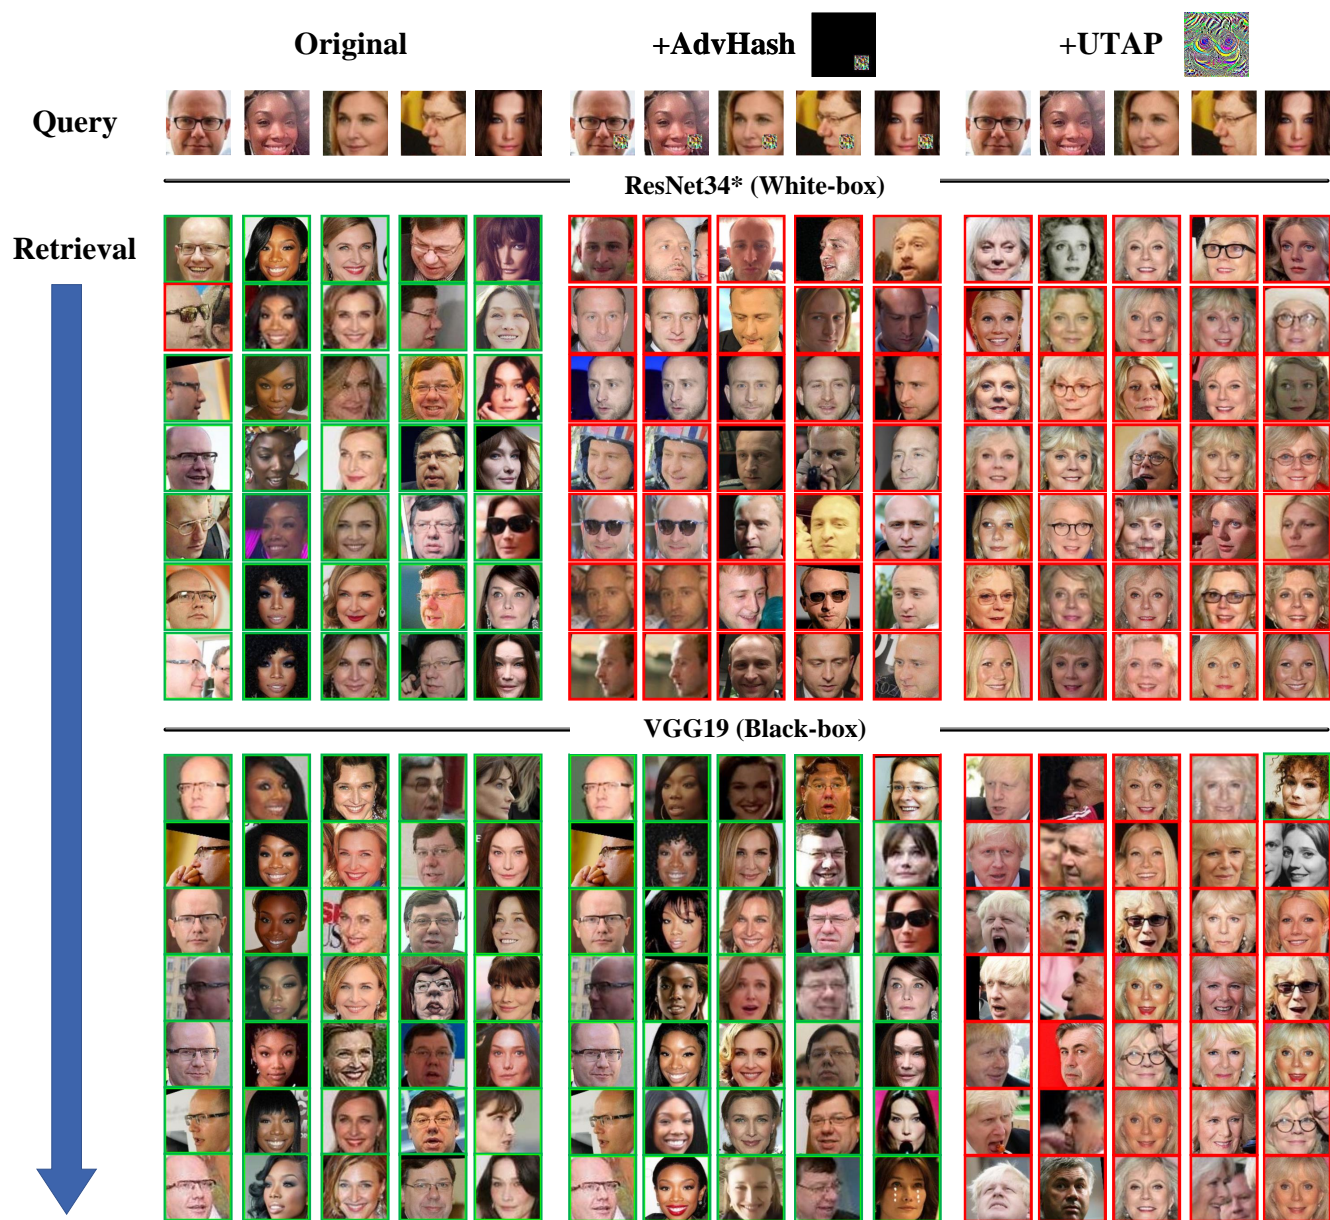 Original
+AdvHash
+UTAP
Query
ResNet34* (White-box)
Retrieval
VGG19 (Black-box)